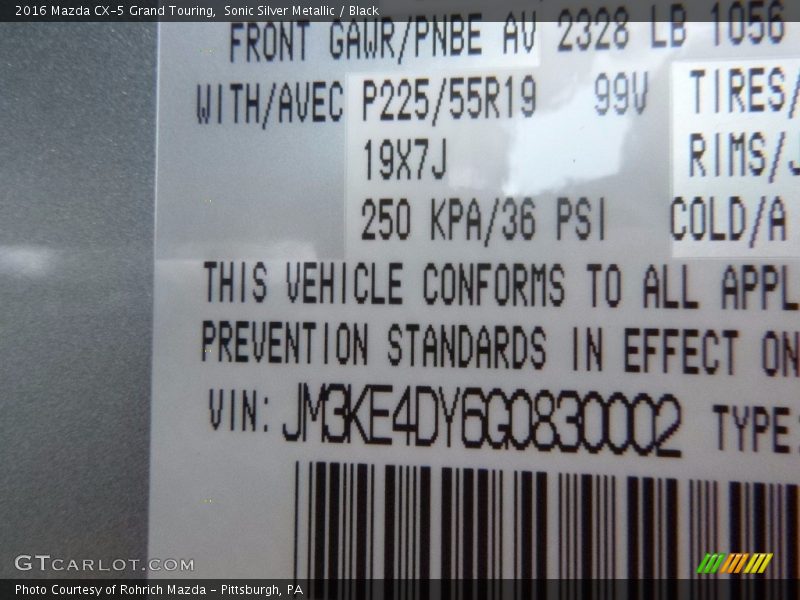 2016 Mazda CX-5 Grand Touring, Sonic Silver Metallic / Black
FRONT GAWR/PNBE AV 2328 LB 1056
WITH/AVEC P225/55R19 99V TIRES/
19X7J RIMS/J
250 KPA/36 PSI COLD/A
THIS VEHICLE CONFORMS TO ALL APPL
PREVENTION STANDARDS IN EFFECT ON
VIN: JM3KE4DY6G0830002 TYPE:
GTCARLOT.COM
Photo Courtesy of Rohrich Mazda - Pittsburgh, PA